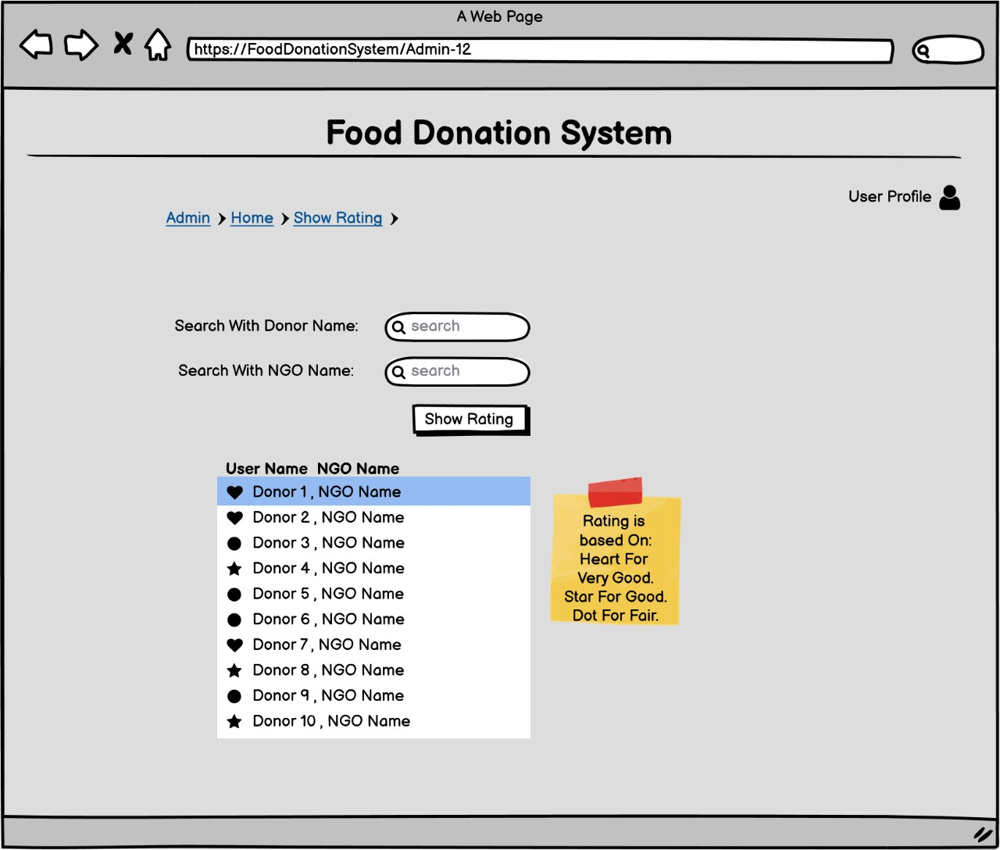 A Web Page
https://FoodDonationSystem/Admin-12
Food Donation System
User Profile
Admin Home Show Rating
Search With Donor Name: search
Search With NGO Name: search
Show Rating
User Name NGO Name
Donor 1 , NGO Name
Donor 2 , NGO Name
Donor 3 , NGO Name
Donor 4 , NGO Name
Donor 5 , NGO Name
Donor 6 , NGO Name
Donor 7 , NGO Name
Donor 8 , NGO Name
Donor 9 , NGO Name
Donor 10 , NGO Name
Rating is
based On:
Heart For
Very Good.
Star For Good.
Dot For Fair.